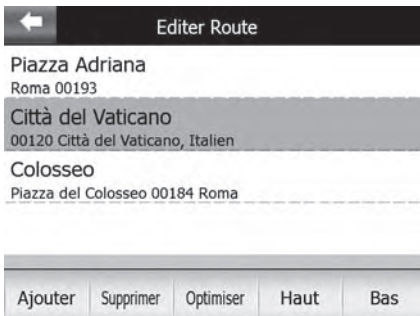 Editer Route
Piazza Adriana
Roma 00193
Città del Vaticano
00120 Città del Vaticano, Italien
Colosseo
Piazza del Colosseo 00184 Roma
Ajouter Supprimer Optimiser Haut Bas